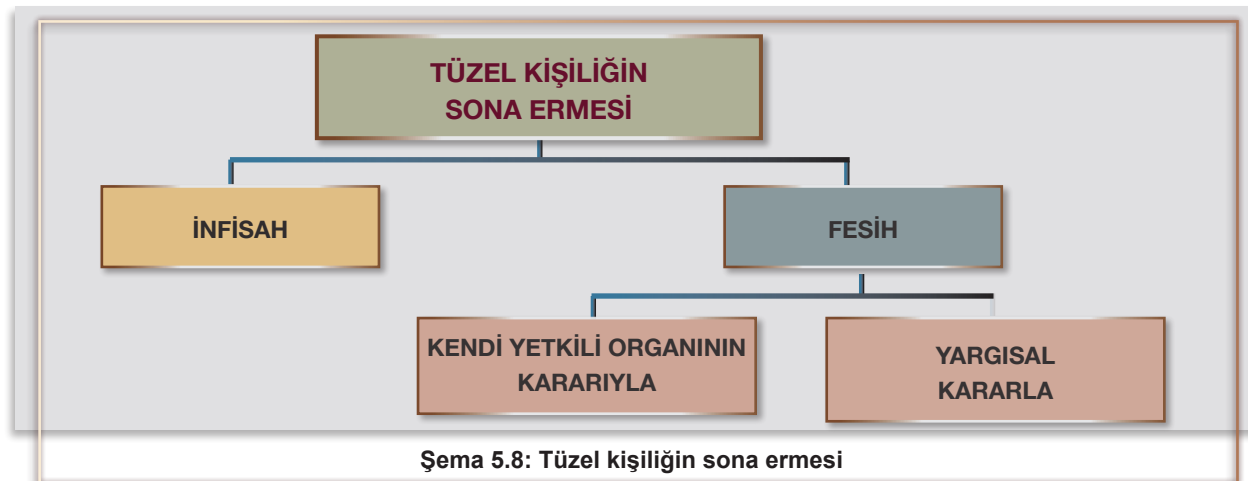 TÜZEL KİŞİLİĞİN
SONA ERMESİ
İNFİSAH
FESİH
KENDİ YETKİLİ ORGANININ
KARARIYLA
YARGISAL
KARARLA
Şema 5.8: Tüzel kişiliğin sona ermesi